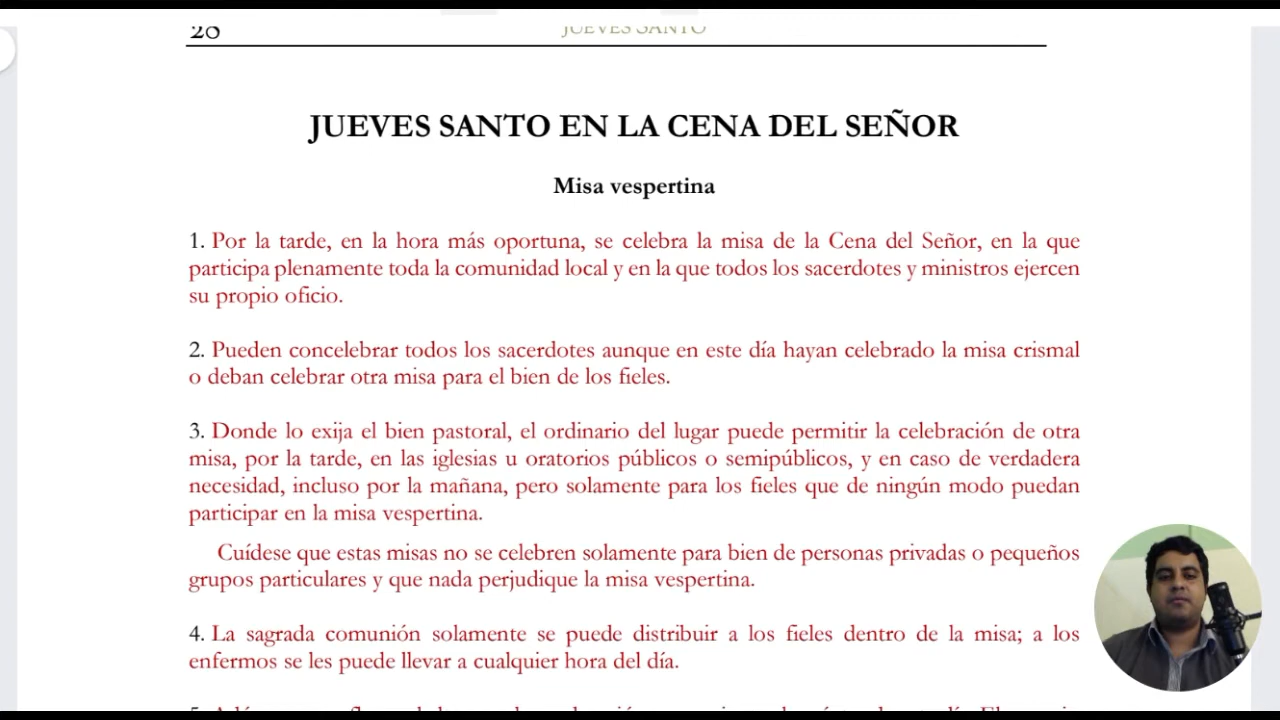 28 JUEVES SANTO
JUEVES SANTO EN LA CENA DEL SEÑOR
Misa vespertina
1. Por la tarde, en la hora más oportuna, se celebra la misa de la Cena del Señor, en la que
participa plenamente toda la comunidad local y en la que todos los sacerdotes y ministros ejercen
su propio oficio.
2. Pueden concelebrar todos los sacerdotes aunque en este día hayan celebrado la misa crismal
o deban celebrar otra misa para el bien de los fieles.
3. Donde lo exija el bien pastoral, el ordinario del lugar puede permitir la celebración de otra
misa, por la tarde, en las iglesias u oratorios públicos o semipúblicos, y en caso de verdadera
necesidad, incluso por la mañana, pero solamente para los fieles que de ningún modo puedan
participar en la misa vespertina.
Cuídese que estas misas no se celebren solamente para bien de personas privadas o pequeños
grupos particulares y que nada perjudique la misa vespertina.
4. La sagrada comunión solamente se puede distribuir a los fieles dentro de la misa; a los
enfermos se les puede llevar a cualquier hora del día.